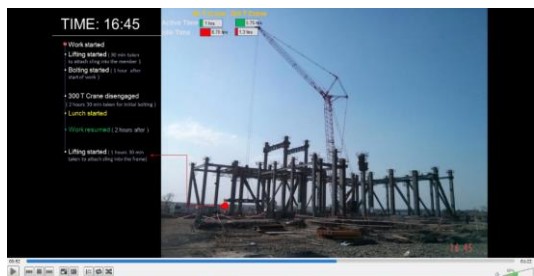 TIME: 16:45
Active Time
Work started
Lifting started ( 30 min taken
to attach sling into the member )
Bolting started ( 1 hour after
start of work )
300 T Crane disengaged
( 2 hours 30 min taken for initial bolting )
Lunch started
Work resumed ( 2 hours after )
Lifting started ( 1 hours 30 min
taken to attach sling into the frame)
16 45